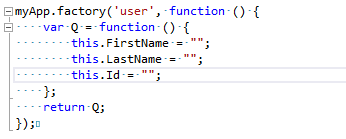 myApp.factory('user', function () {
    var Q = function () {
        this.FirstName = "";
        this.LastName = "";
        this.Id = "";
    };
    return Q;
});